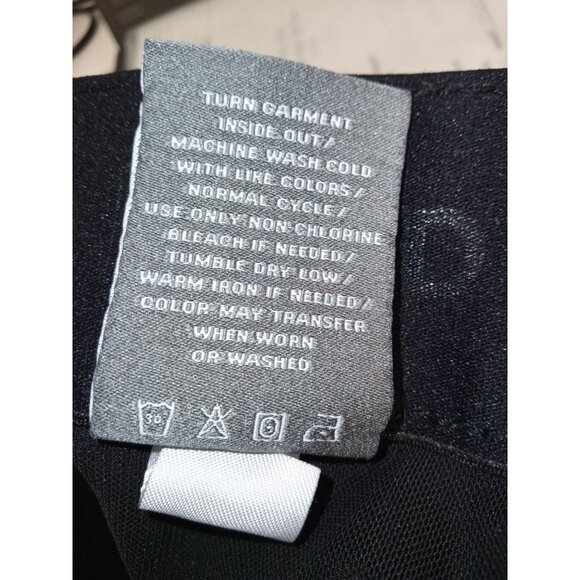 TURN GARMENT
INSIDE OUT/
MACHINE WASH COLD
WITH LIKE COLORS/
NORMAL CYCLE/
USE ONLY NON-CHLORINE
BLEACH IF NEEDED/
TUMBLE DRY LOW/
WARM IRON IF NEEDED/
COLOR MAY TRANSFER
WHEN WORN
OR WASHED
30